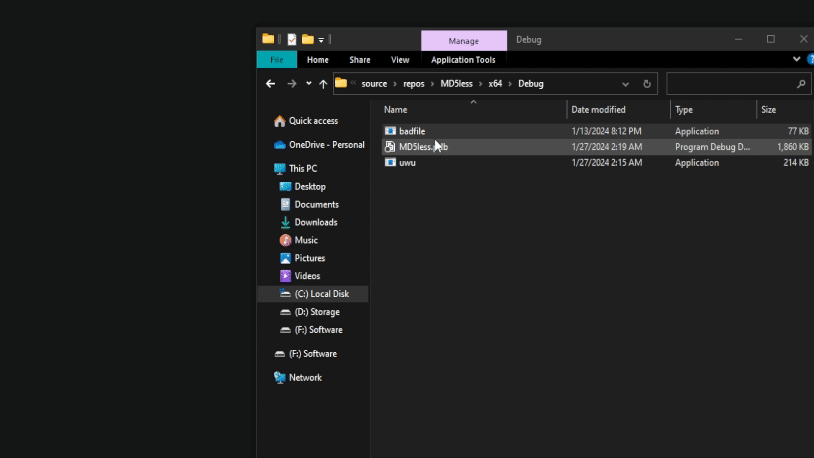 Manage
Debug
File
Home
Share
View
Application Tools
source > repos > MD5less > x64 > Debug
Name
Date modified
Type
Size
badfile
1/13/2024 8:12 PM
Application
77 KB
1/27/2024 2:19 AM
Program Debug D...
1,860 KB
uwu
1/27/2024 2:15 AM
Application
214 KB
Quick access
OneDrive - Personal
This PC
Desktop
Documents
Downloads
Music
Pictures
Videos
(C:) Local Disk
(D:) Storage
(F:) Software
(F:) Software
Network